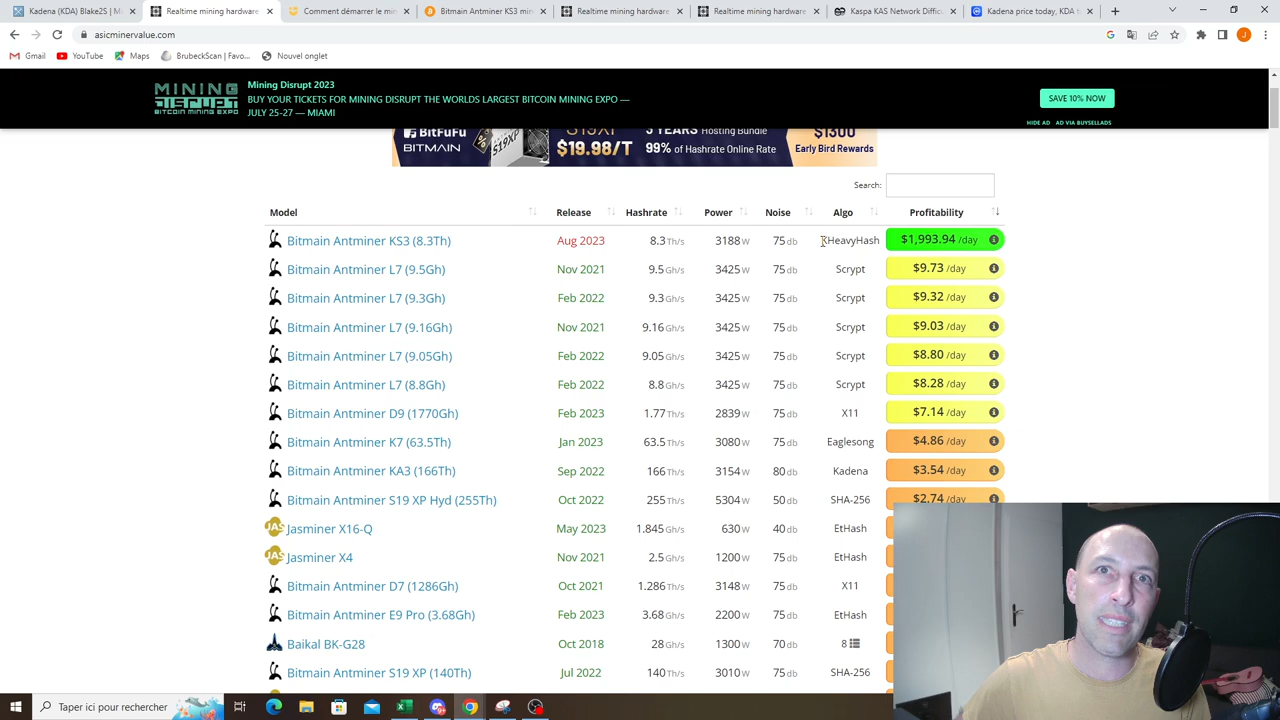 Kadena (KDA) Blake2S | M
Realtime mining hardware
Comment démarrer le mi
Bitmain Antminer KS3 mini
Realtime mining hardware
Realtime mining hardware
Kaspa KAS Network Difficu
Kadena price today, KDA t
asicminervalue.com
J
Gmail
YouTube
Maps
BrubeckScan | Favo...
Nouvel onglet
MINING DISRUPT
BITCOIN MINING EXPO
Mining Disrupt 2023
BUY YOUR TICKETS FOR MINING DISRUPT THE WORLDS LARGEST BITCOIN MINING EXPO —
JULY 25-27 — MIAMI
SAVE 10% NOW
HIDE AD AD VIA BUYSELLADS
BITFUFU
BITMAIN
S19XP
S19XP
$19.98/T
3 YEARS Hosting Bundle
99% of Hashrate Online Rate
$1300
Early Bird Rewards
Search:
Model Release Hashrate Power Noise Algo Profitability
Bitmain Antminer KS3 (8.3Th) Aug 2023 8.3 Th/s 3188 W 75 db KHeavyHash $1,993.94 /day
Bitmain Antminer L7 (9.5Gh) Nov 2021 9.5 Gh/s 3425 W 75 db Scrypt $9.73 /day
Bitmain Antminer L7 (9.3Gh) Feb 2022 9.3 Gh/s 3425 W 75 db Scrypt $9.32 /day
Bitmain Antminer L7 (9.16Gh) Nov 2021 9.16 Gh/s 3425 W 75 db Scrypt $9.03 /day
Bitmain Antminer L7 (9.05Gh) Feb 2022 9.05 Gh/s 3425 W 75 db Scrypt $8.80 /day
Bitmain Antminer L7 (8.8Gh) Feb 2022 8.8 Gh/s 3425 W 75 db Scrypt $8.28 /day
Bitmain Antminer D9 (1770Gh) Feb 2023 1.77 Th/s 2839 W 75 db X11 $7.14 /day
Bitmain Antminer K7 (63.5Th) Jan 2023 63.5 Th/s 3080 W 75 db Eaglesong $4.86 /day
Bitmain Antminer KA3 (166Th) Sep 2022 166 Th/s 3154 W 80 db Kadena $3.54 /day
Bitmain Antminer S19 XP Hyd (255Th) Oct 2022 255 Th/s 5304 W 50 db SHA-256 $2.74 /day
JAS Jasminer X16-Q May 2023 1.845 Gh/s 630 W 40 db EtHash
JAS Jasminer X4 Nov 2021 2.5 Gh/s 1200 W 75 db EtHash
Bitmain Antminer D7 (1286Gh) Oct 2021 1.286 Th/s 3148 W 75 db X11
Bitmain Antminer E9 Pro (3.68Gh) Feb 2023 3.68 Gh/s 2200 W 75 db EtHash
Baikal BK-G28 Oct 2018 28 Gh/s 1300 W 70 db 8
Bitmain Antminer S19 XP (140Th) Jul 2022 140 Th/s 3010 W 75 db SHA-256
Taper ici pour rechercher